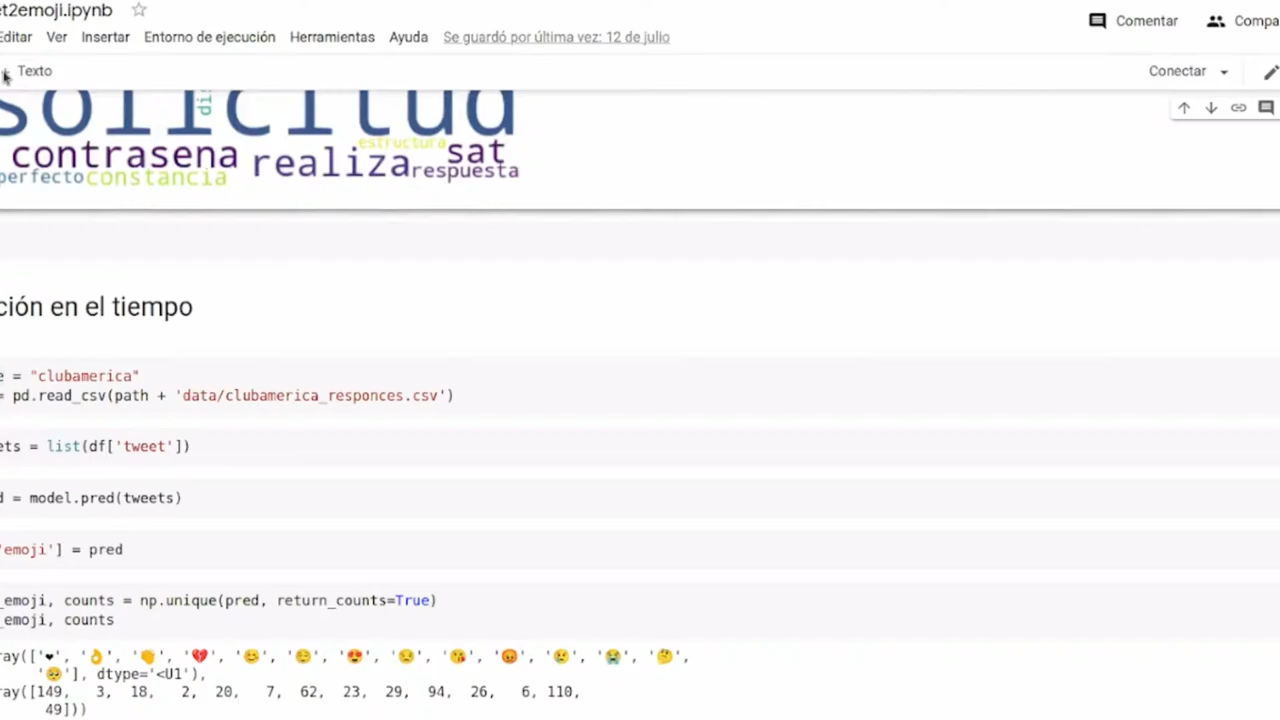 et2emoji.ipynb
Comentar
Compa
Editar Ver Insertar Entorno de ejecución Herramientas Ayuda Se guardó por última vez: 12 de julio
+ Texto
Conectar
solicitud
estructura
contrasena realiza sat
perfecto constancia respuesta
ción en el tiempo
e = "clubamerica"
= pd.read_csv(path + 'data/clubamerica_responces.csv')
ets = list(df['tweet'])
d = model.pred(tweets)
'emoji'] = pred
_emoji, counts = np.unique(pred, return_counts=True)
_emoji, counts
ray(['❤', '👌', '👏', '💔', '😊', '😌', '😍', '😒', '😘', '😡', '😢', '😭', '🤔',
'🥺'], dtype='<U1'),
ray([149, 3, 18, 2, 20, 7, 62, 23, 29, 94, 26, 6, 110,
49]))